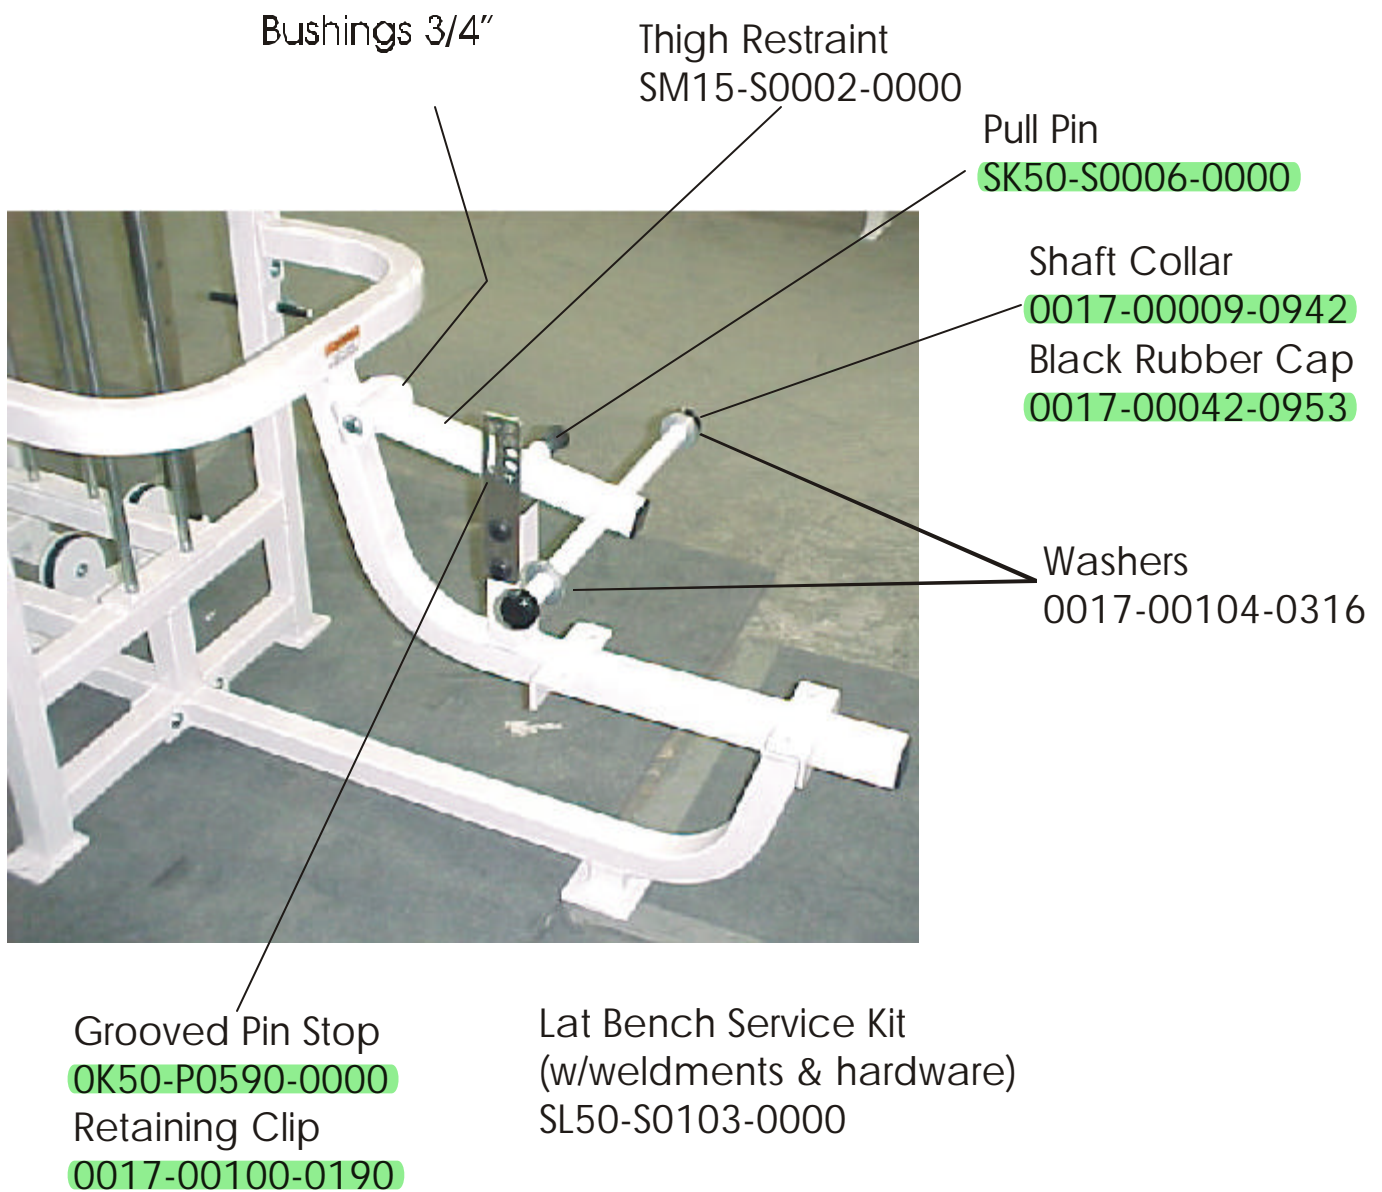 Bushings 3/4"
Thigh Restraint
SM15-S0002-0000
Pull Pin
SK50-S0006-0000
Shaft Collar
0017-00009-0942
Black Rubber Cap
0017-00042-0953
Washers
0017-00104-0316
Grooved Pin Stop
0K50-P0590-0000
Retaining Clip
0017-00100-0190
Lat Bench Service Kit
(w/weldments & hardware)
SL50-S0103-0000